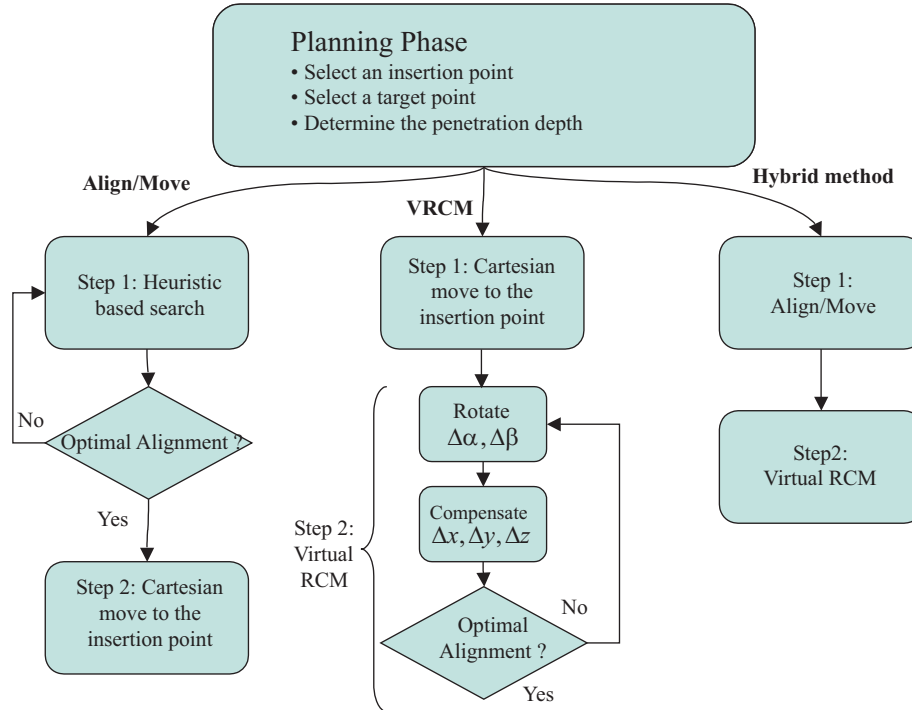 Planning Phase
• Select an insertion point
• Select a target point
• Determine the penetration depth
Align/Move
VRCM
Hybrid method
Step 1: Heuristic
based search
No
Optimal Alignment ?
Yes
Step 2: Cartesian
move to the
insertion point
Step 1: Cartesian
move to the
insertion point
Step 2:
Virtual
RCM
Rotate
Δα, Δβ
Compensate
Δx, Δy, Δz
Optimal
Alignment ?
No
Yes
Step 1:
Align/Move
Step2:
Virtual RCM